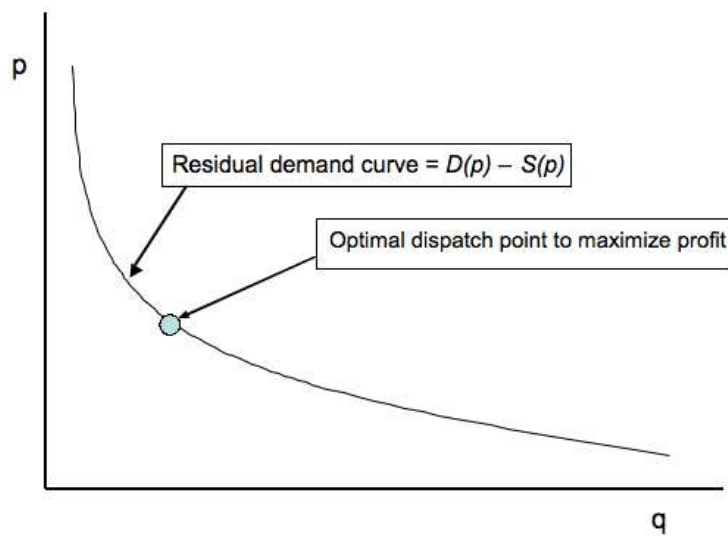 p
Residual demand curve = D(p) – S(p)
Optimal dispatch point to maximize profit
q